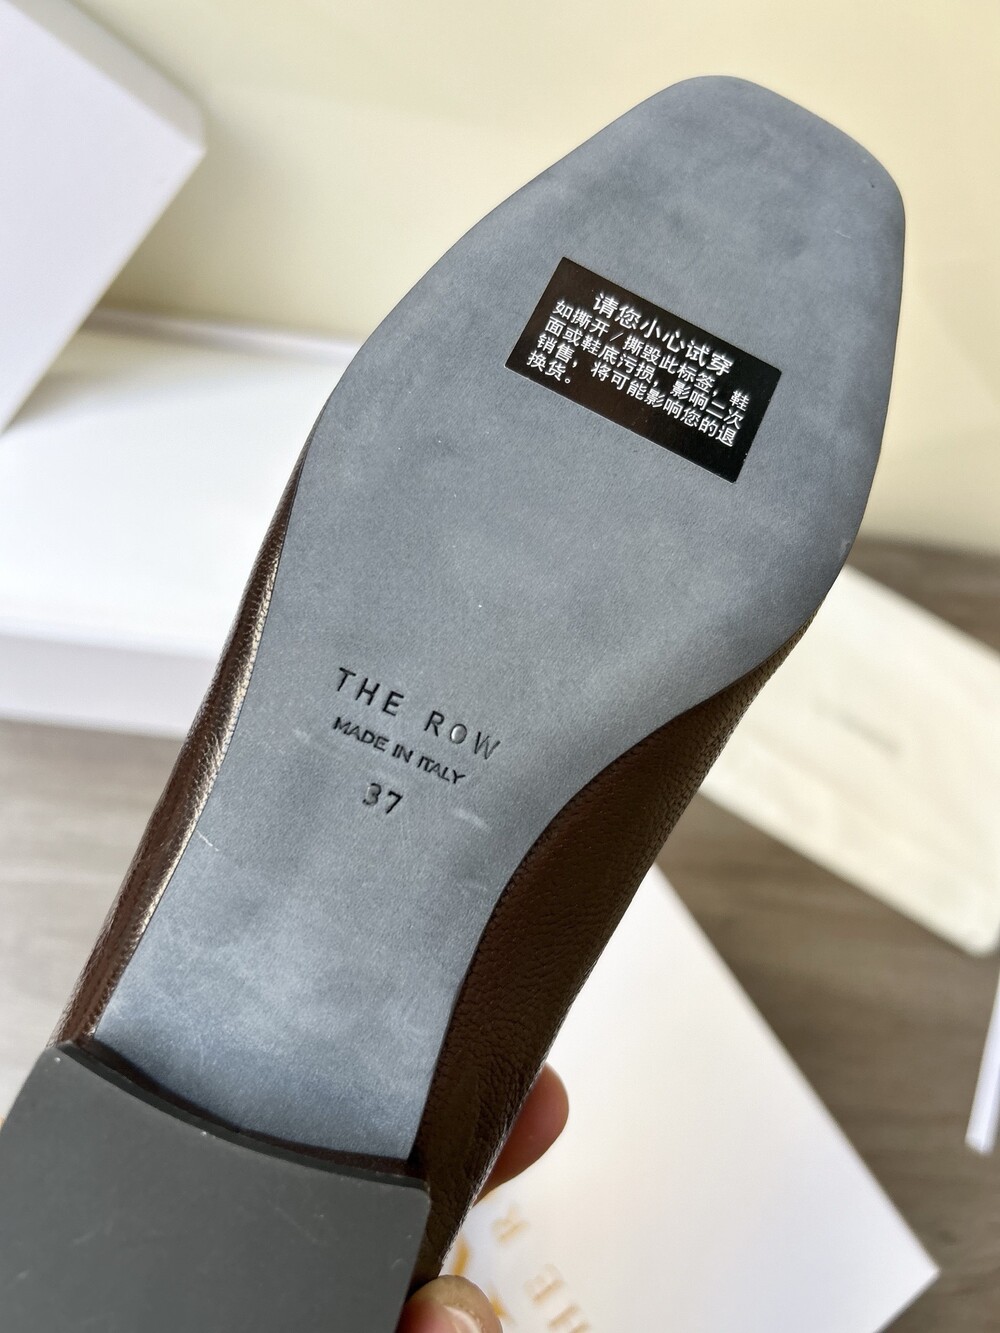 请您小心试穿
如撕开/撕毁此标签，鞋
面或鞋底污损，影响二次
销售，将可能影响您的退
换货。
THE ROW
MADE IN ITALY
37